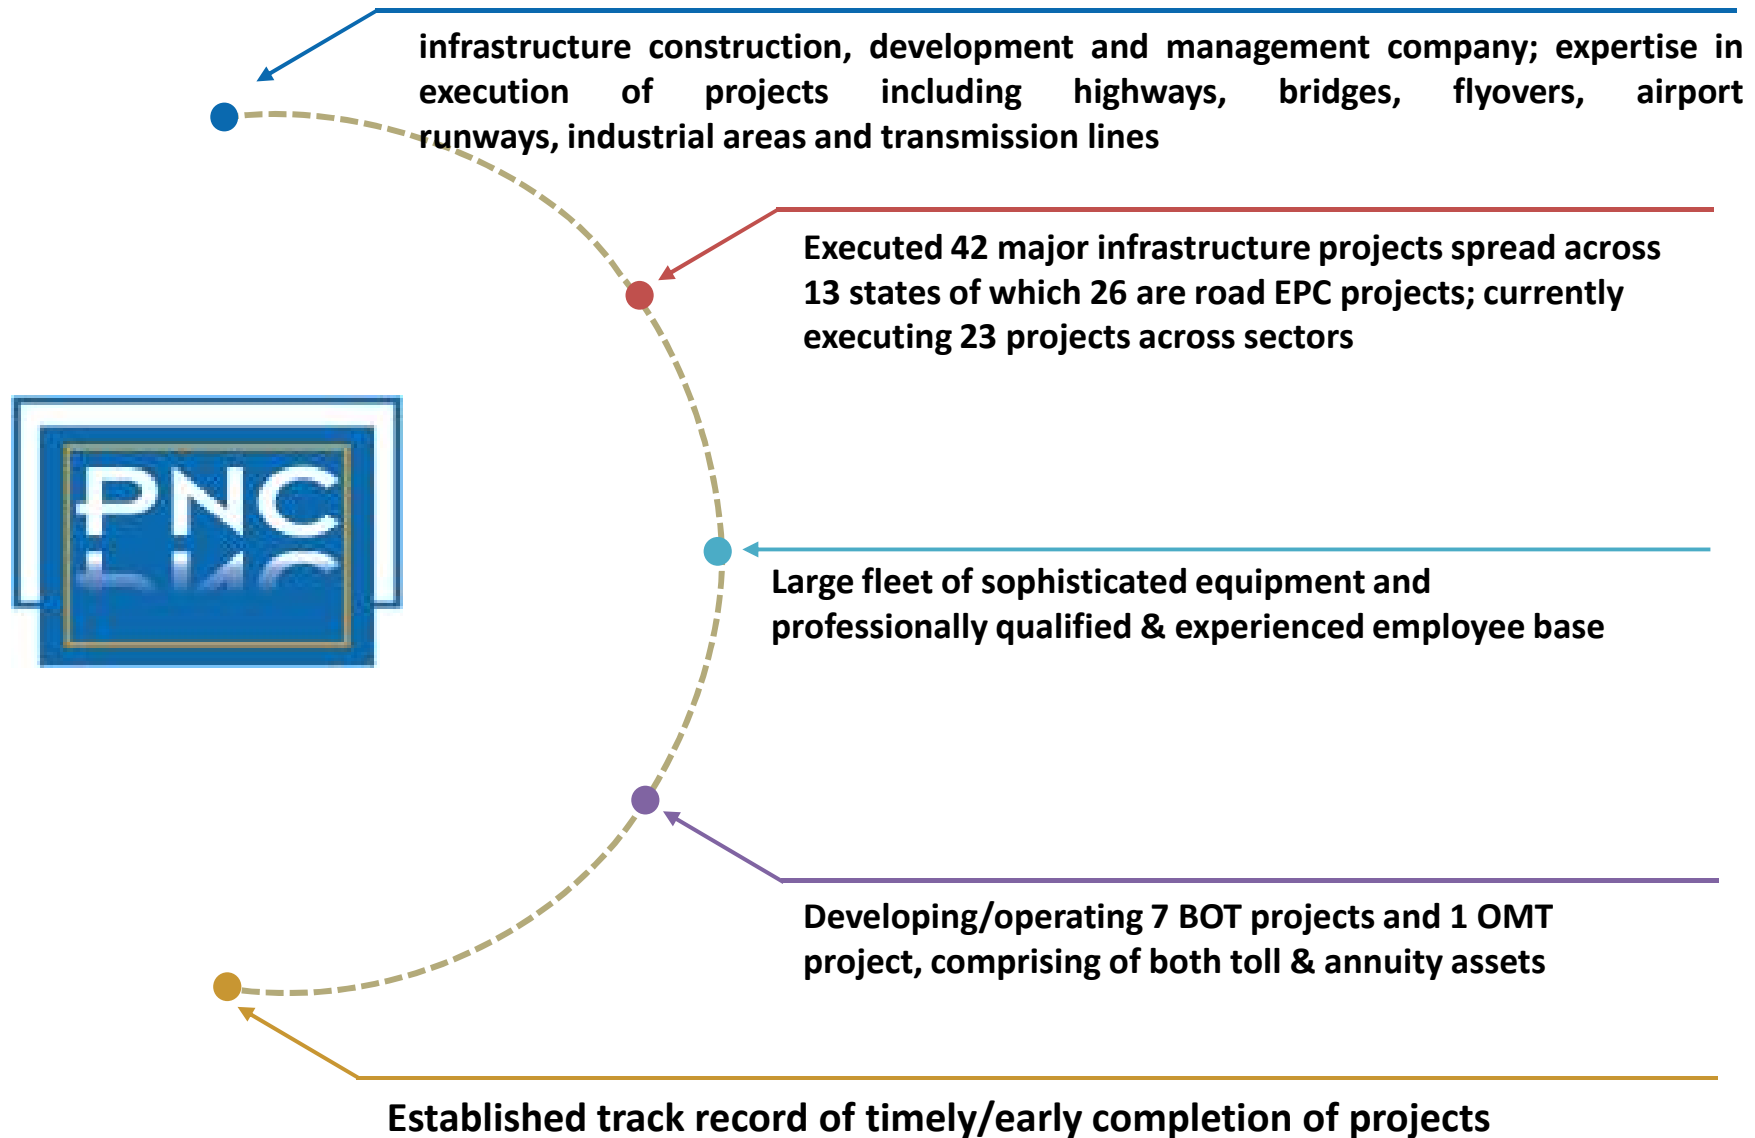 infrastructure construction, development and management company; expertise in
execution of projects including highways, bridges, flyovers, airport
runways, industrial areas and transmission lines
Executed 42 major infrastructure projects spread across
13 states of which 26 are road EPC projects; currently
executing 23 projects across sectors
PNC
Large fleet of sophisticated equipment and
professionally qualified & experienced employee base
Developing/operating 7 BOT projects and 1 OMT
project, comprising of both toll & annuity assets
Established track record of timely/early completion of projects